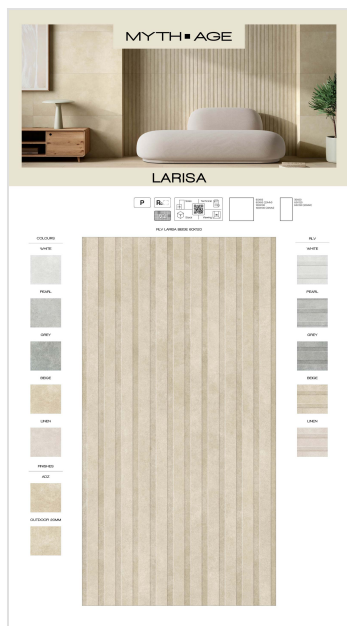 MYTH AGE
LARISA
P
R
RLV LARISA BEIGE 60X120
COLOURS
WHITE
PEARL
GREY
BEIGE
LINEN
FINISHES
ADZ
OUTDOOR 20MM
RLV
WHITE
PEARL
GREY
BEIGE
LINEN